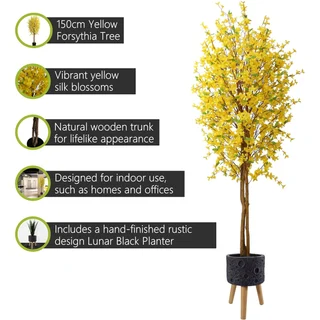 150cm Yellow
Forsythia Tree
Vibrant yellow
silk blossoms
Natural wooden trunk
for lifelike appearance
Designed for indoor use,
such as homes and offices
Includes a hand-finished rustic
design Lunar Black Planter